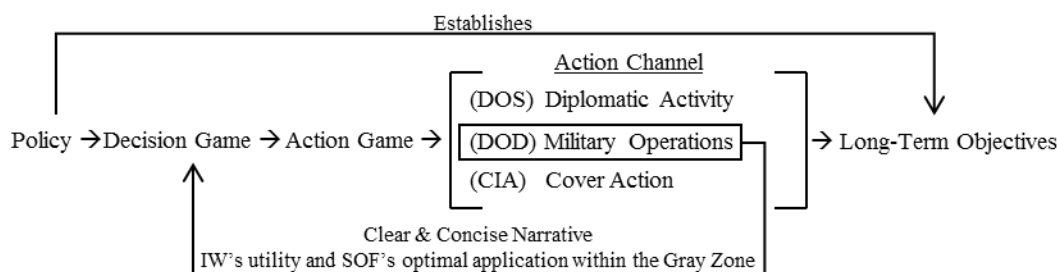 Establishes
Action Channel
(DOS) Diplomatic Activity
Policy → Decision Game → Action Game → (DOD) Military Operations → Long-Term Objectives
(CIA) Cover Action
Clear & Concise Narrative
IW's utility and SOF's optimal application within the Gray Zone